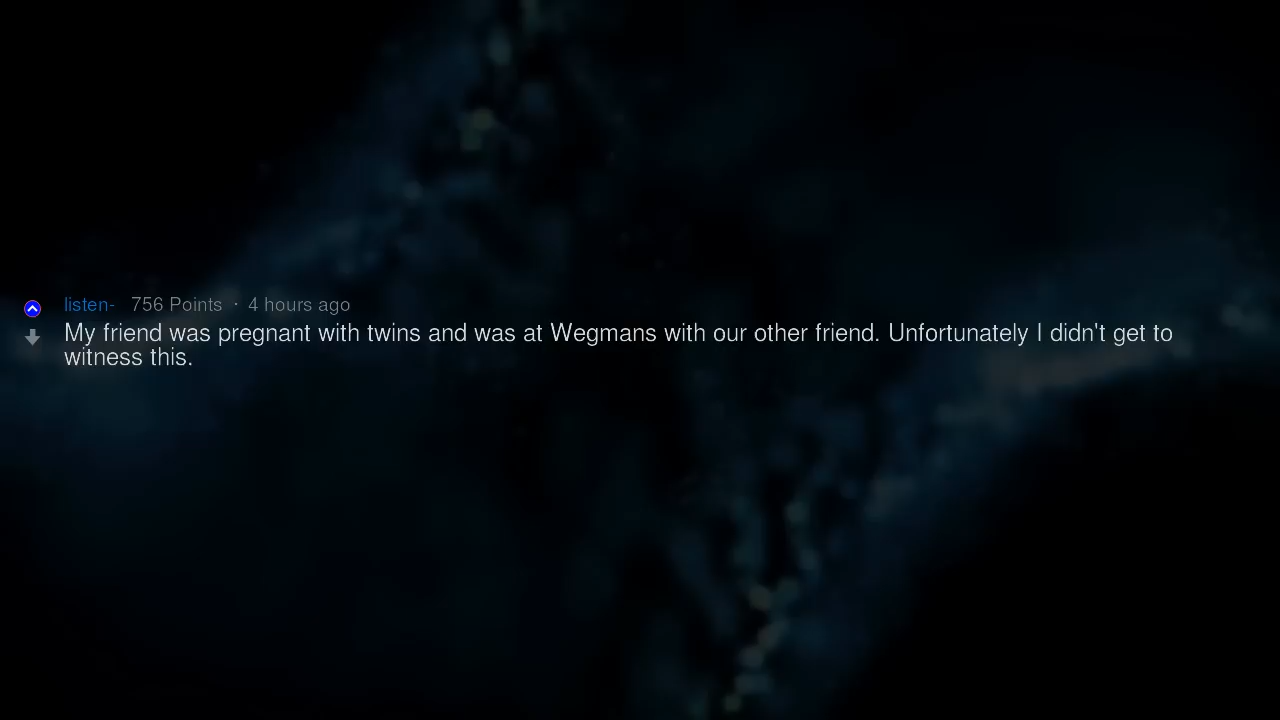 listen- 756 Points · 4 hours ago
My friend was pregnant with twins and was at Wegmans with our other friend. Unfortunately I didn't get to
witness this.